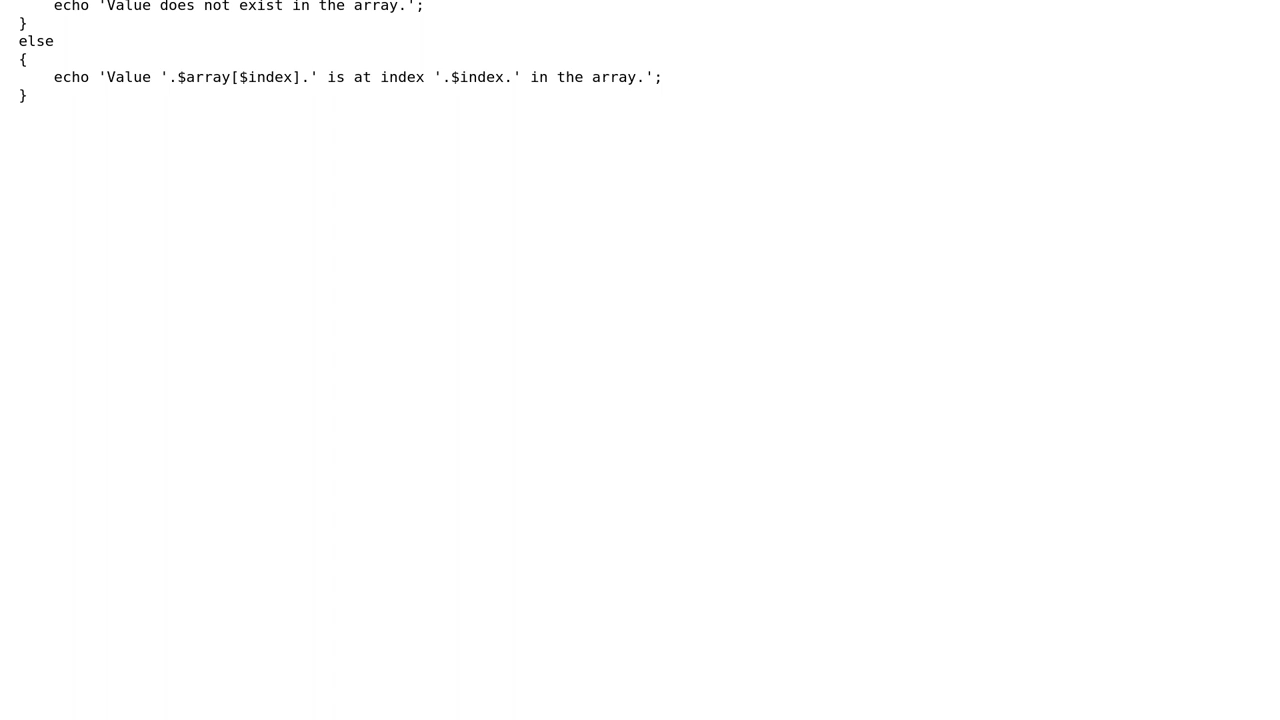 echo 'Value does not exist in the array.';
}
else
{
    echo 'Value '.$array[$index].' is at index '.$index.' in the array.';
}